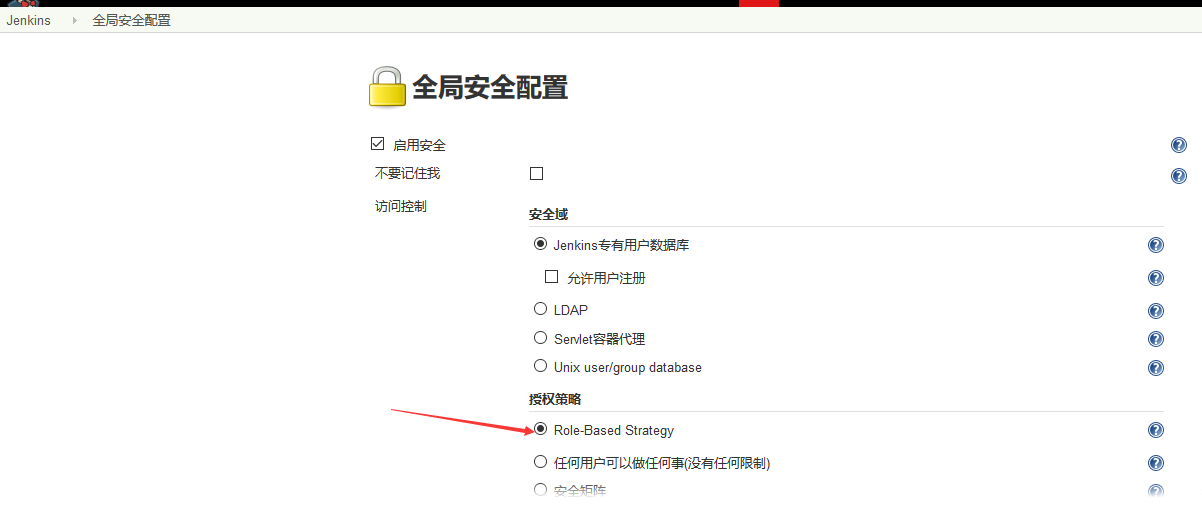 Jenkins 全局安全配置
全局安全配置
启用安全
不要记住我
访问控制
安全域
Jenkins专有用户数据库
允许用户注册
LDAP
Servlet容器代理
Unix user/group database
授权策略
Role-Based Strategy
任何用户可以做任何事(没有任何限制)
安全矩阵